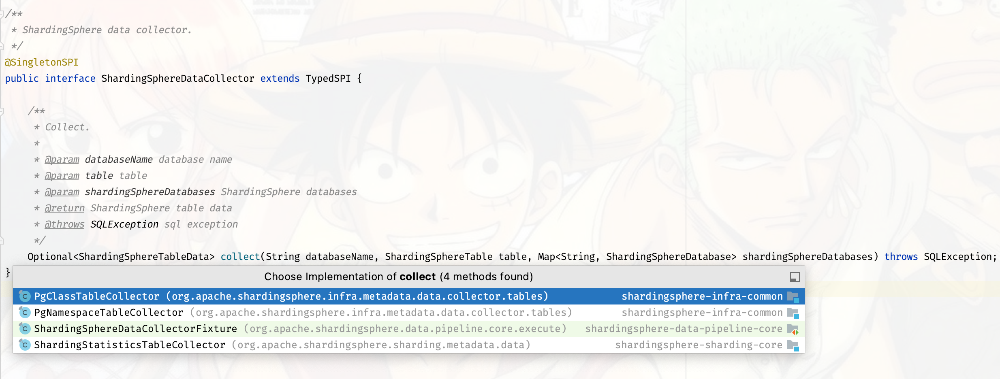 /**
 * ShardingSphere data collector.
 */
@SingletonSPI
public interface ShardingSphereDataCollector extends TypedSPI {
/**
 * Collect.
 *
 * @param databaseName database name
 * @param table table
 * @param shardingSphereDatabases ShardingSphere databases
 * @return ShardingSphere table data
 * @throws SQLException sql exception
 */
Optional<ShardingSphereTableData> collect(String databaseName, ShardingSphereTable table, Map<String, ShardingSphereDatabase> shardingSphereDatabases) throws SQLException;
}
Choose Implementation of collect (4 methods found)
C PgClassTableCollector (org.apache.shardingsphere.infra.metadata.data.collector.tables) shardingsphere-infra-common
C PgNamespaceTableCollector (org.apache.shardingsphere.infra.metadata.data.collector.tables) shardingsphere-infra-common
C ShardingSphereDataCollectorFixture (org.apache.shardingsphere.data.pipeline.core.execute) shardingsphere-data-pipeline-core
C ShardingStatisticsTableCollector (org.apache.shardingsphere.sharding.metadata.data) shardingsphere-sharding-core